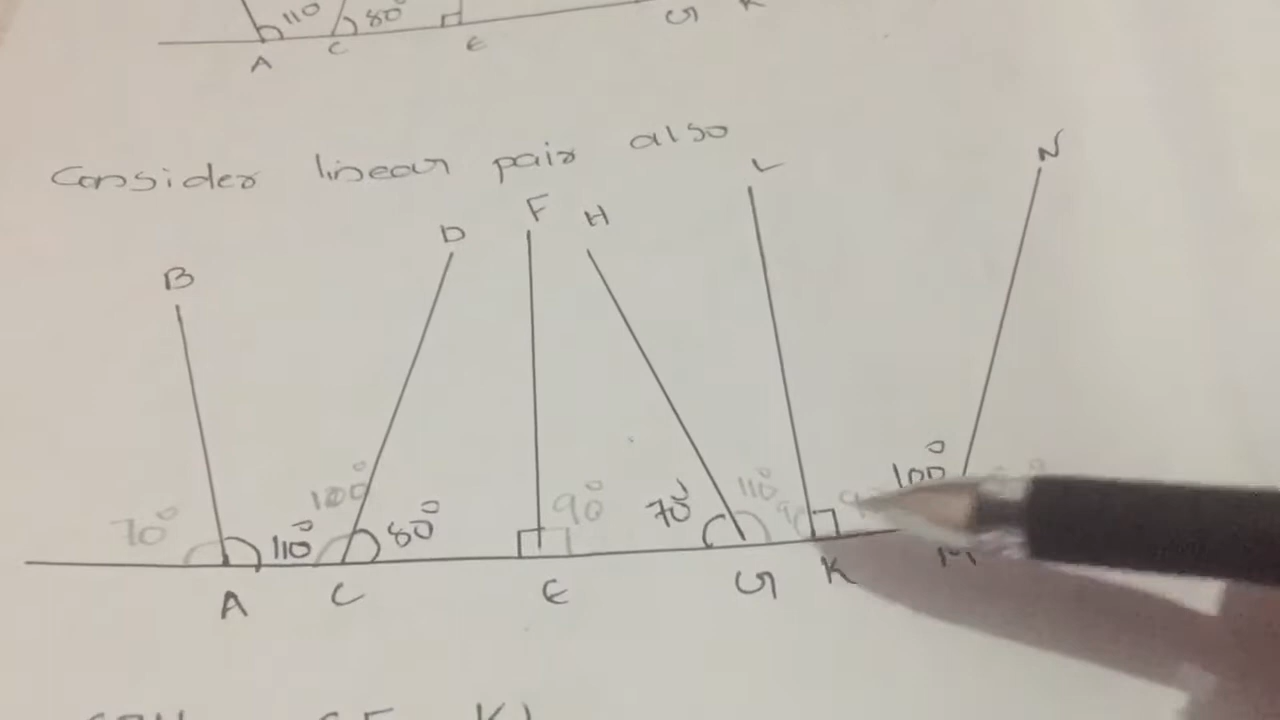 110 80°
A C E G K
Consider linear pair also
B D F H L N
70° 110° 100° 80° 90° 70° 110° 100°
A C E G K M